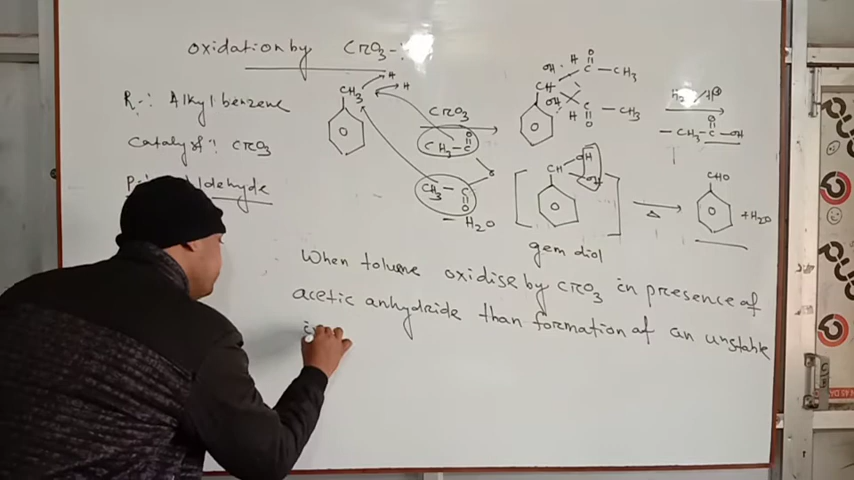 oxidation by CrO3 -:
R-: Alkyl benzene
Catalyst: CrO3
ldehyde
CH3
H
H
O
CrO3
CH3-C
O
O
CH3-C
O
-H2O
CH
OH
H
O
C-CH3
OH
H
C-CH3
O
O
-CH3-C-OH
O
CH
OH
OH
O
gem diol
Δ
CHO
O
+H2O
When toluene oxidise by CrO3 in presence of
acetic anhydride than formation of an unstable